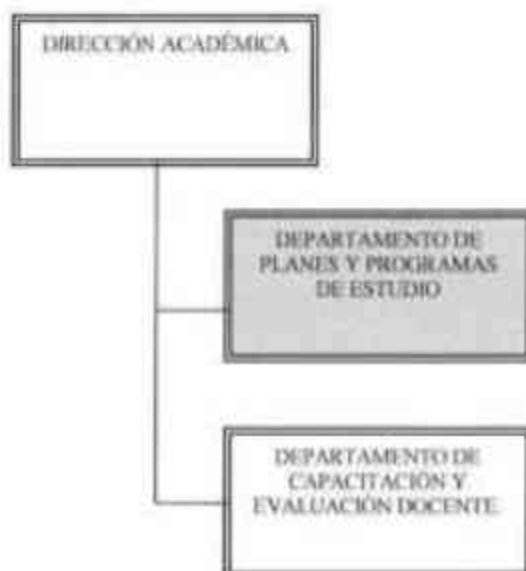 DIRECCIÓN ACADÉMICA
DEPARTAMENTO DE
PLANES Y PROGRAMAS
DE ESTUDIO
DEPARTAMENTO DE
CAPACITACIÓN Y
EVALUACIÓN DOCENTE